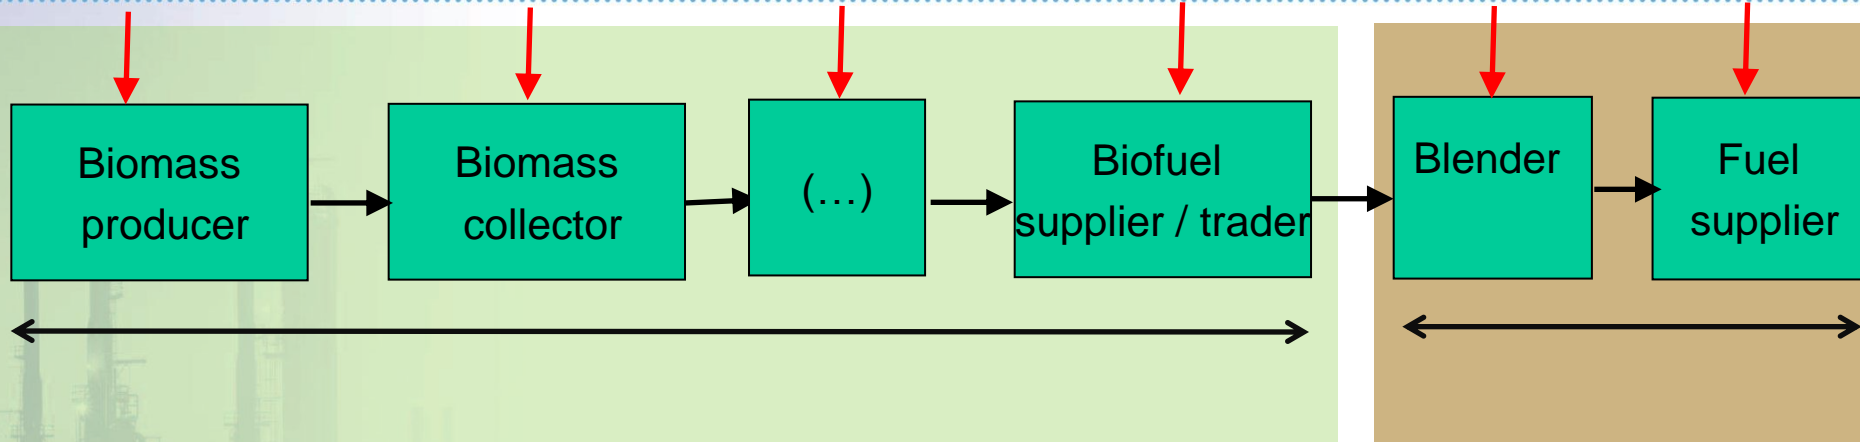 Biomass
producer
Biomass
collector
(…)
Biofuel
supplier / trader
Blender
Fuel
supplier